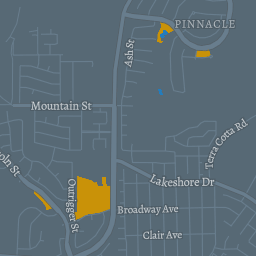 PINNACLE
Ash St
Mountain St
Terra Cotta Rd
Lakeshore Dr
Outrigger St
Broadway Ave
Clair Ave